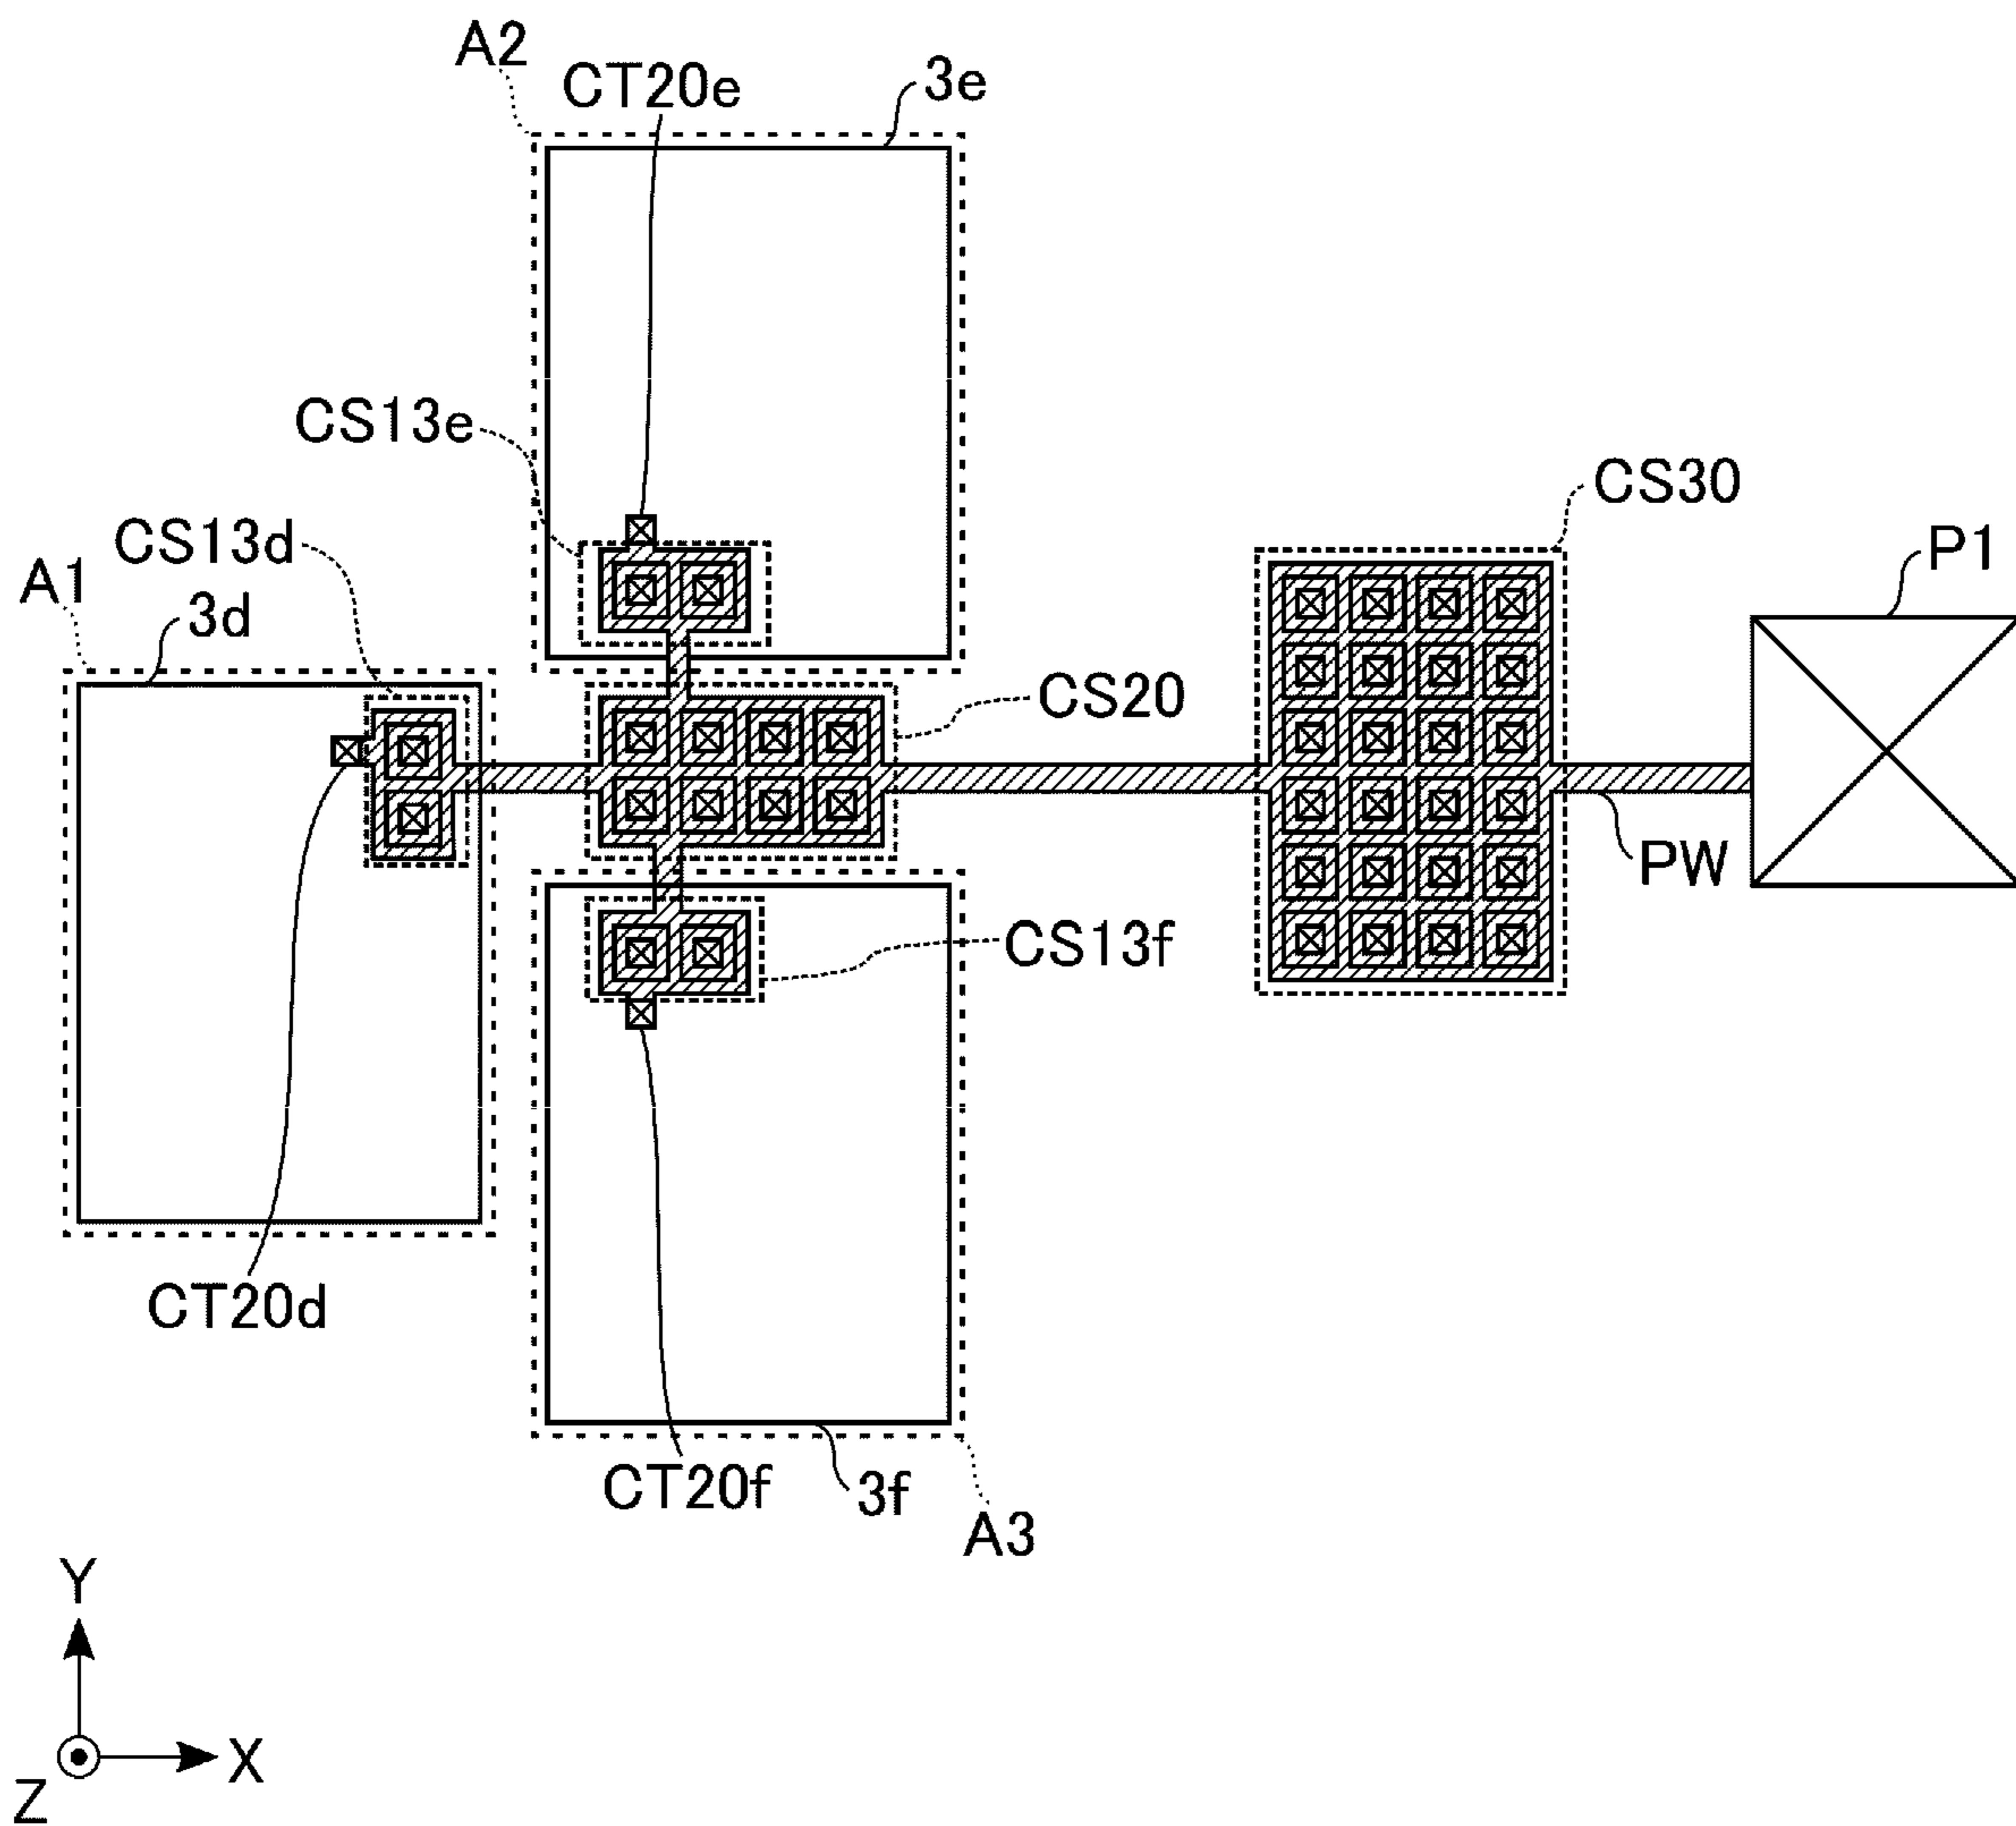 A2
CT20e
3e
CS13e
CS30
CS13d
P1
A1
3d
CS20
PW
CS13f
CT20d
CT20f
3f
A3
Y
X
Z